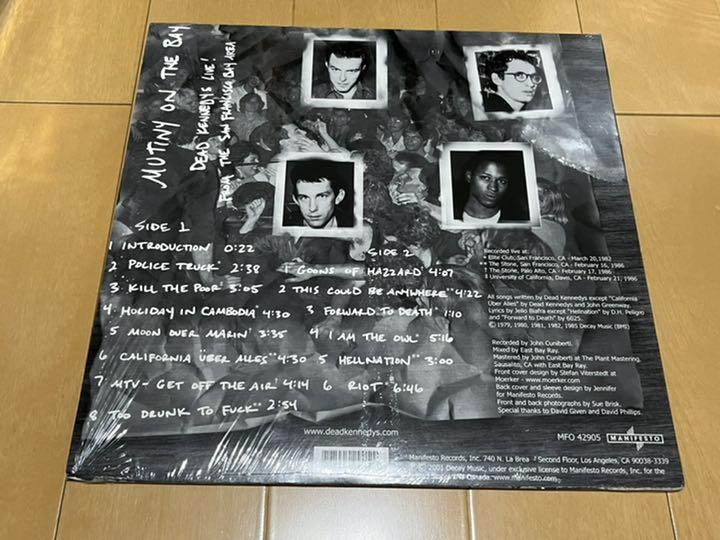 MUTINY ON THE BAY
DEAD KENNEDYS LIVE!
FROM THE SAN FRANCISCO BAY AREA
SIDE 1
1 INTRODUCTION 0:22
2 POLICE TRUCK* 2:38
3 KILL THE POOR* 3:05
4 HOLIDAY IN CAMBODIA* 4:30
5 MOON OVER MARIN* 3:35
6 CALIFORNIA ÜBER ALLES** 4:30
7 MTV- GET OFF THE AIR* 4:14
8 TOO DRUNK TO FUCK** 2:54
SIDE 2
1 GOONS OF HAZZARD* 4:07
2 THIS COULD BE ANYWHERE** 4:22
3 FORWARD TO DEATH* 1:10
4 I AM THE OWL* 5:16
5 HELLNATION** 3:00
6 RIOT* 6:46
Recorded live at:
• Elite Club, San Francisco, CA - March 20,1982
• The Stone, San Francisco, CA - February 16, 1986
† The Stone, Palo Alto, CA - February 17, 1986
University of California, Davis, CA - February 21, 1986
All songs written by Dead Kennedys except "California
Über Alles" by Dead Kennedys and John Greenway.
Lyrics by Jello Biafra except "Hellnation" by D.H. Peligro
and "Forward to Death" by 6025.
© 1979, 1980, 1981, 1982, 1985 Decay Music (BMI)
Recorded by John Cuniberti.
Mixed by East Bay Ray.
Mastered by John Cuniberti at The Plant Mastering,
Sausalito, CA with East Bay Ray.
Front cover design by Stefan Viterstedt at
Moerker - www.moerker.com.
Back cover and sleeve design by Jennifer
for Manifesto Records.
Front and back photographs by Sue Brisk.
Special thanks to David Given and David Phillips.
www.deadkennedys.com
MFO 42905 MANIFESTO
Manifesto Records, Inc. 740 N. La Brea Second Floor, Los Angeles, CA 90038-3339
© 2001 Decay Music, under exclusive license to Manifesto Records, Inc. for the
Canada. www.manifesto.com